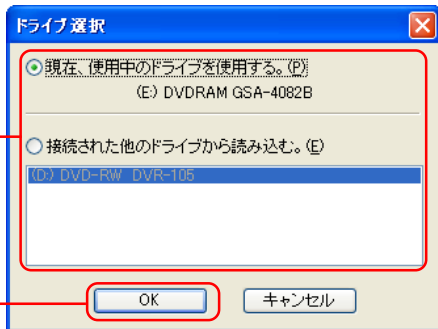 ドライブ選択
現在、使用中のドライブを使用する。(P)
(E:) DVDRAM GSA-4082B
接続された他のドライブから読み込む。(E)
(D:) DVD-RW DVR-105
OK
キャンセル